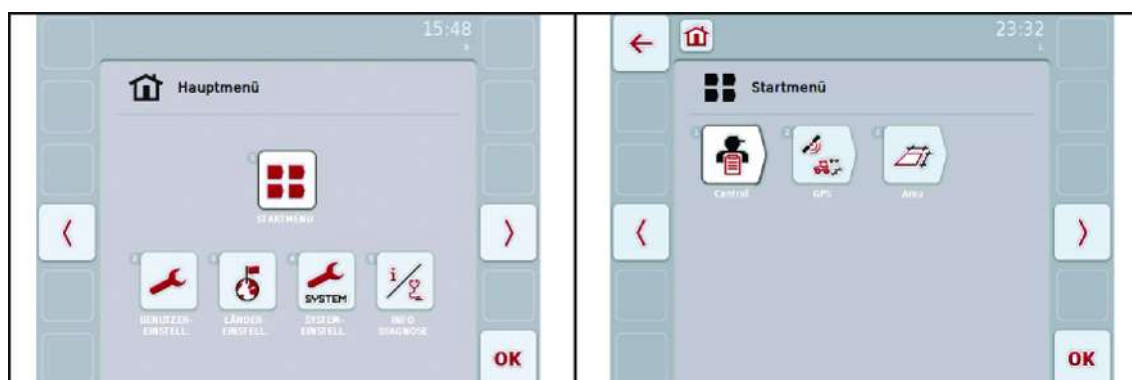 15:48
Hauptmenü
STARTMENÜ
BENUTZER-
EINSTELL.
LÄNDER-
EINSTELL.
SYSTEM
SYSTEM-
EINSTELL.
i
INFO
DIAGNOSE
OK
23:32
Startmenü
Control
GPS
Area
OK